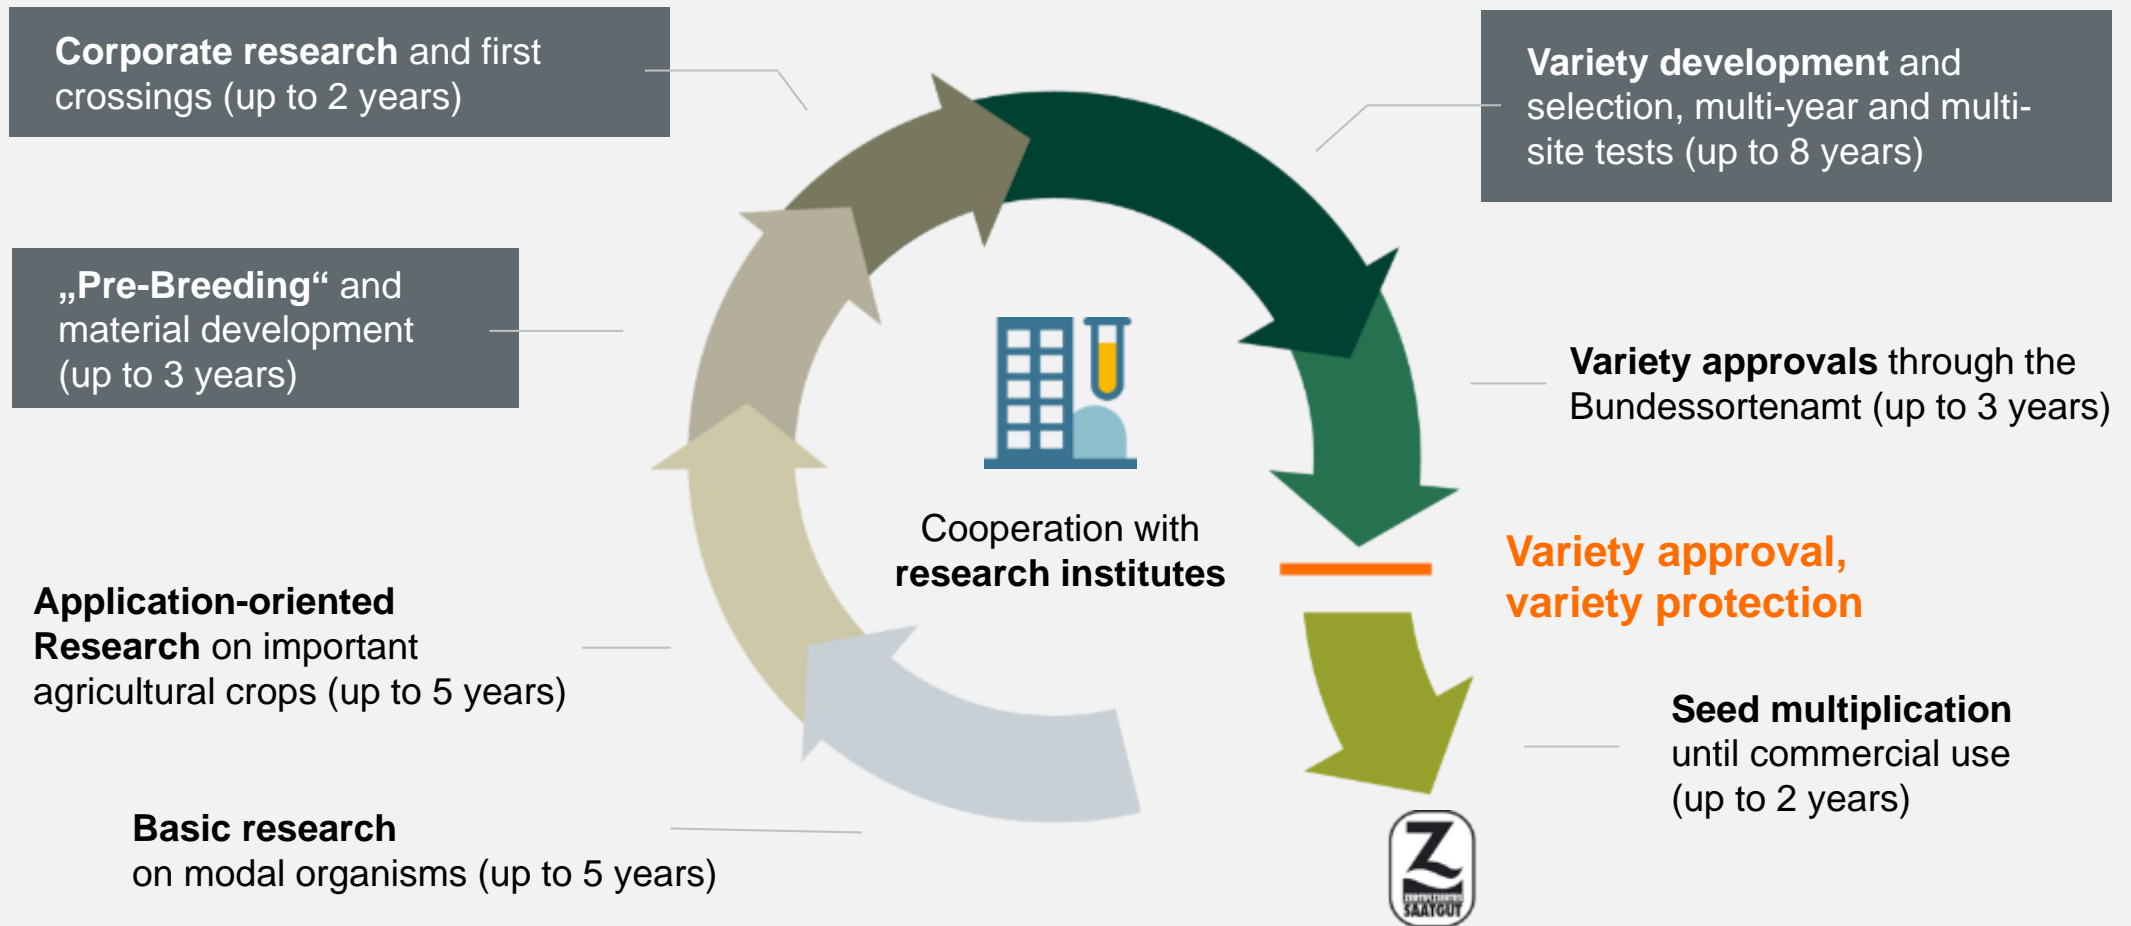 Corporate research and first
crossings (up to 2 years)
Variety development and
selection, multi-year and multi-
site tests (up to 8 years)
„Pre-Breeding“ and
material development
(up to 3 years)
Variety approvals through the
Bundessortenamt (up to 3 years)
Cooperation with
research institutes
Variety approval,
variety protection
Application-oriented
Research on important
agricultural crops (up to 5 years)
Seed multiplication
until commercial use
(up to 2 years)
Basic research
on modal organisms (up to 5 years)
Z
ZERTIFIZIERTES
SAATGUT